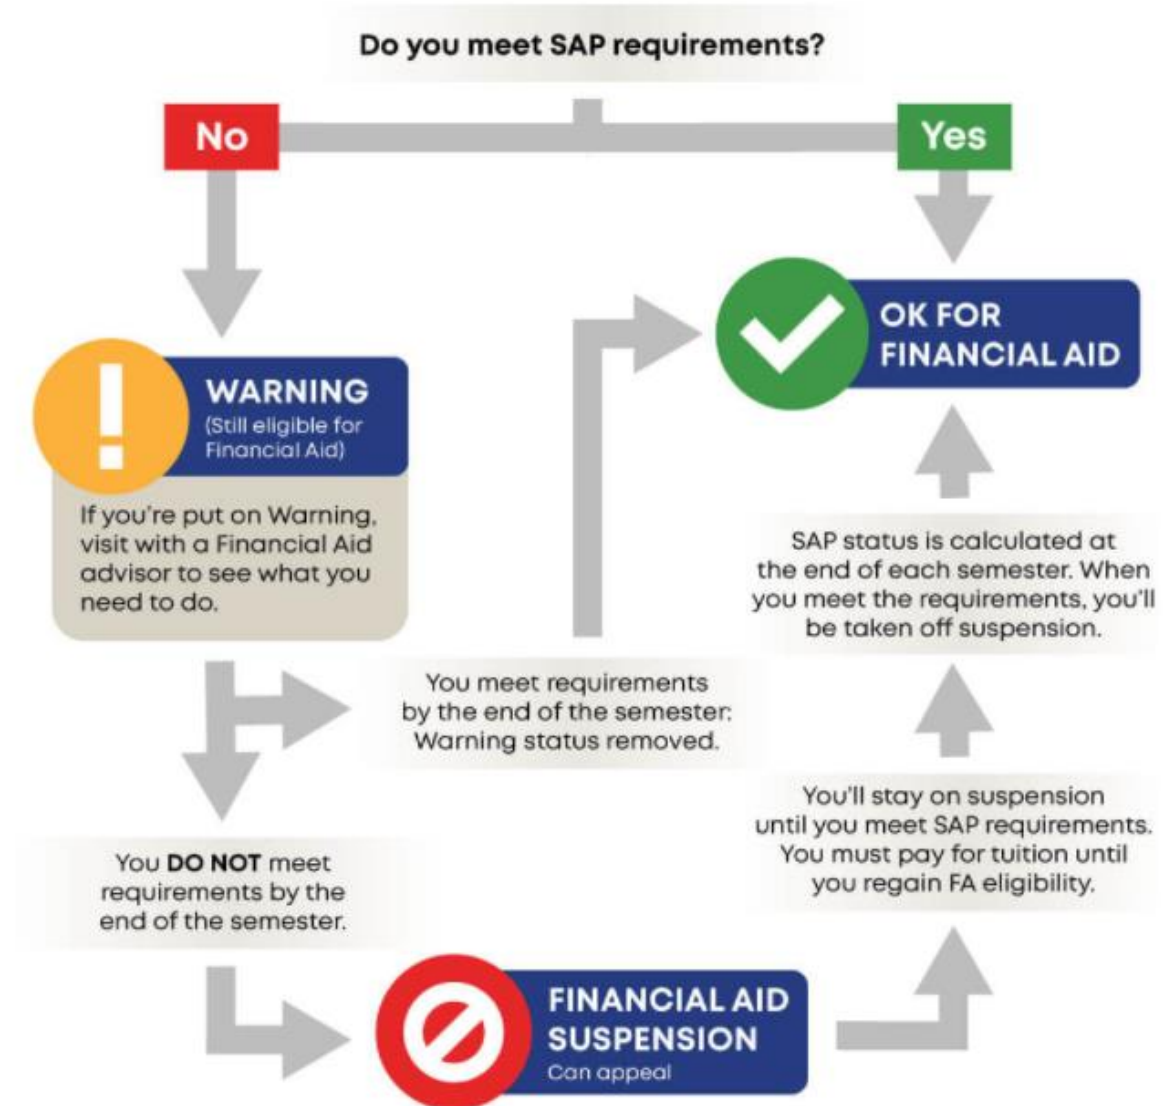 Do you meet SAP requirements?
No
Yes
OK FOR
FINANCIAL AID
WARNING
(Still eligible for
Financial Aid)
If you're put on Warning,
visit with a Financial Aid
advisor to see what you
need to do.
SAP status is calculated at
the end of each semester. When
you meet the requirements, you'll
be taken off suspension.
You meet requirements
by the end of the semester:
Warning status removed.
You'll stay on suspension
until you meet SAP requirements.
You must pay for tuition until
you regain FA eligibility.
You DO NOT meet
requirements by the
end of the semester.
FINANCIAL AID
SUSPENSION
Can appeal